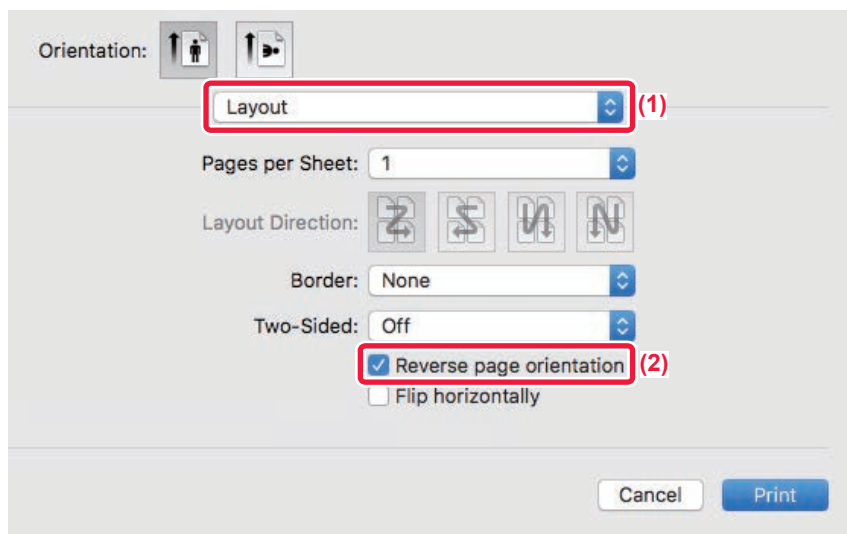 Orientation:
Layout
(1)
Pages per Sheet: 1
Layout Direction:
Border: None
Two-Sided: Off
Reverse page orientation
(2)
Flip horizontally
Cancel Print